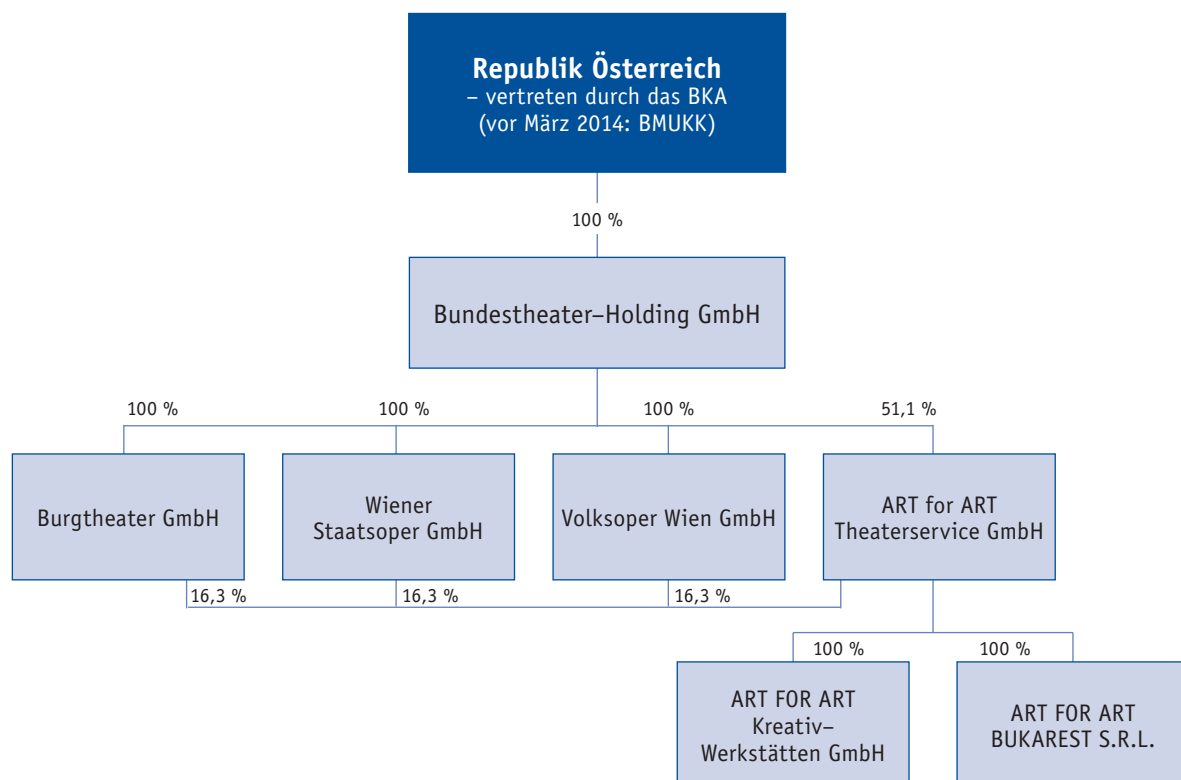 Republik Österreich
– vertreten durch das BKA
(vor März 2014: BMUKK)
100 %
Bundestheater–Holding GmbH
100 %
100 %
100 %
51,1 %
Burgtheater GmbH
Wiener
Staatsoper GmbH
Volksoper Wien GmbH
ART for ART
Theaterservice GmbH
16,3 %
16,3 %
16,3 %
100 %
100 %
ART FOR ART
Kreativ–
Werkstätten GmbH
ART FOR ART
BUKAREST S.R.L.